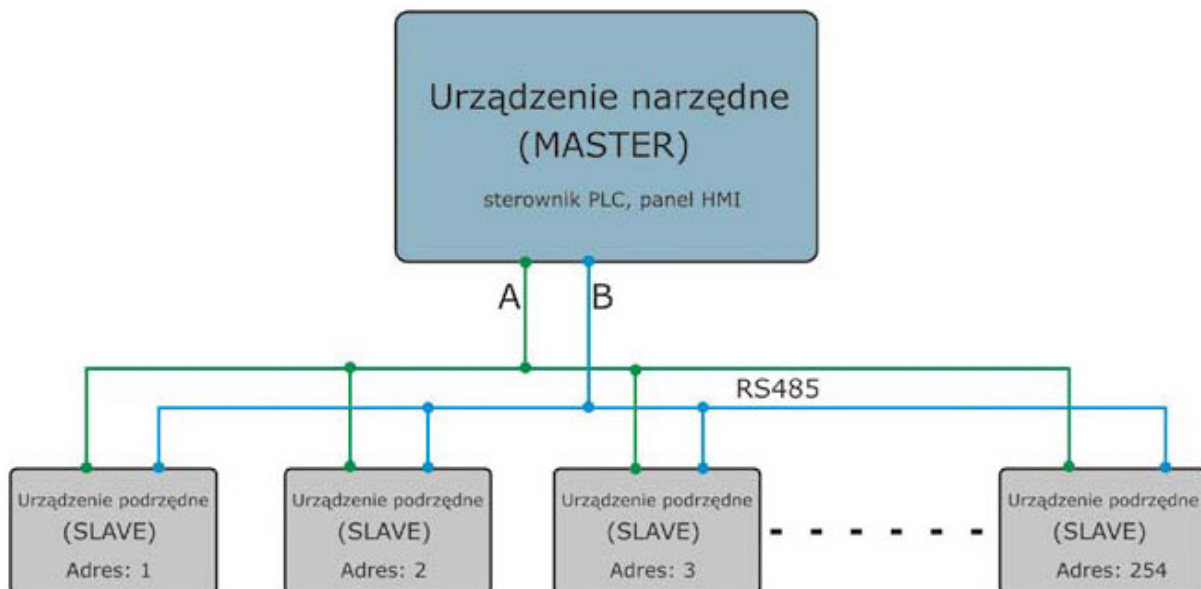 Urządzenie narzędne
(MASTER)
sterownik PLC, panel HMI
A B
RS485
Urządzenie podrzędne
(SLAVE)
Adres: 1
Urządzenie podrzędne
(SLAVE)
Adres: 2
Urządzenie podrzędne
(SLAVE)
Adres: 3
Urządzenie podrzędne
(SLAVE)
Adres: 254